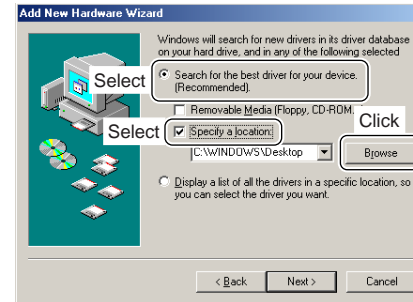 Add New Hardware Wizard
Windows will search for new drivers in its driver database
on your hard drive, and in any of the following selected
Select
Search for the best driver for your device.
(Recommended).
Removable Media (Floppy, CD-ROM
Click
Select
Specify a location:
C:\WINDOWS\Desktop
Browse
Display a list of all the drivers in a specific location, so
you can select the driver you want.
< Back
Next >
Cancel